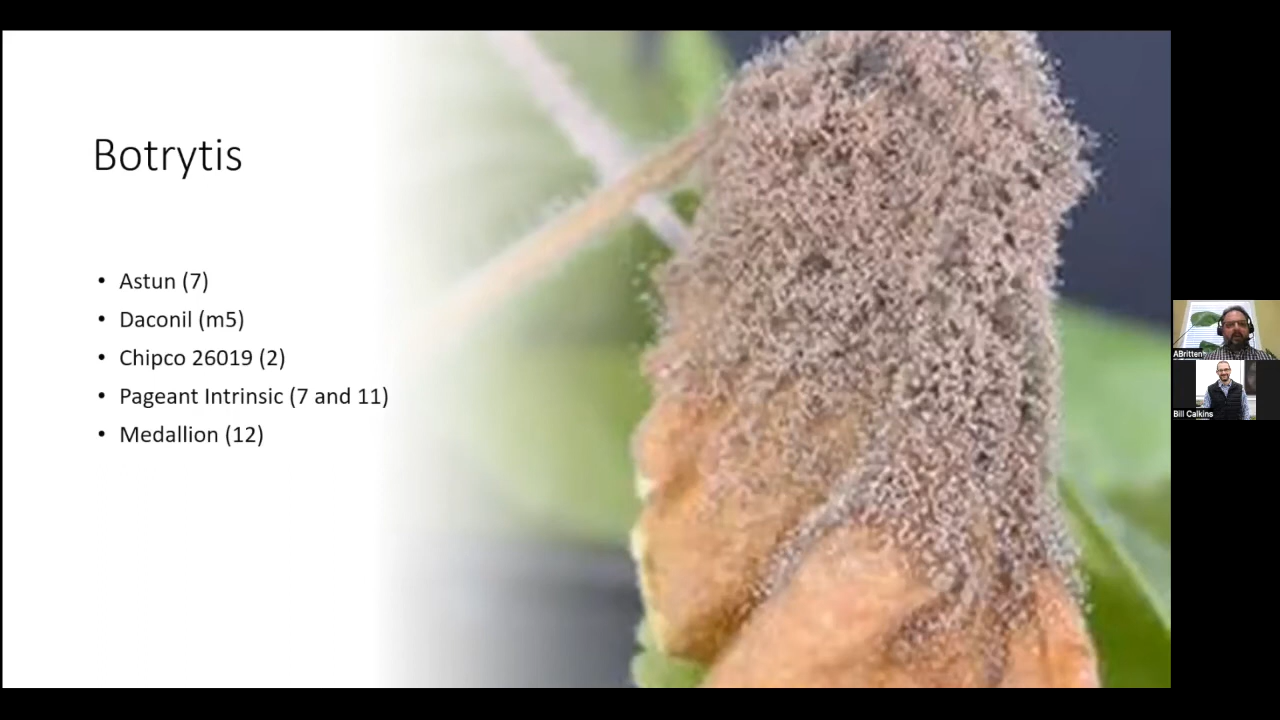 Botrytis
• Astun (7)
• Daconil (m5)
• Chipco 26019 (2)
• Pageant Intrinsic (7 and 11)
• Medallion (12)
ABritten
Bill Calkins